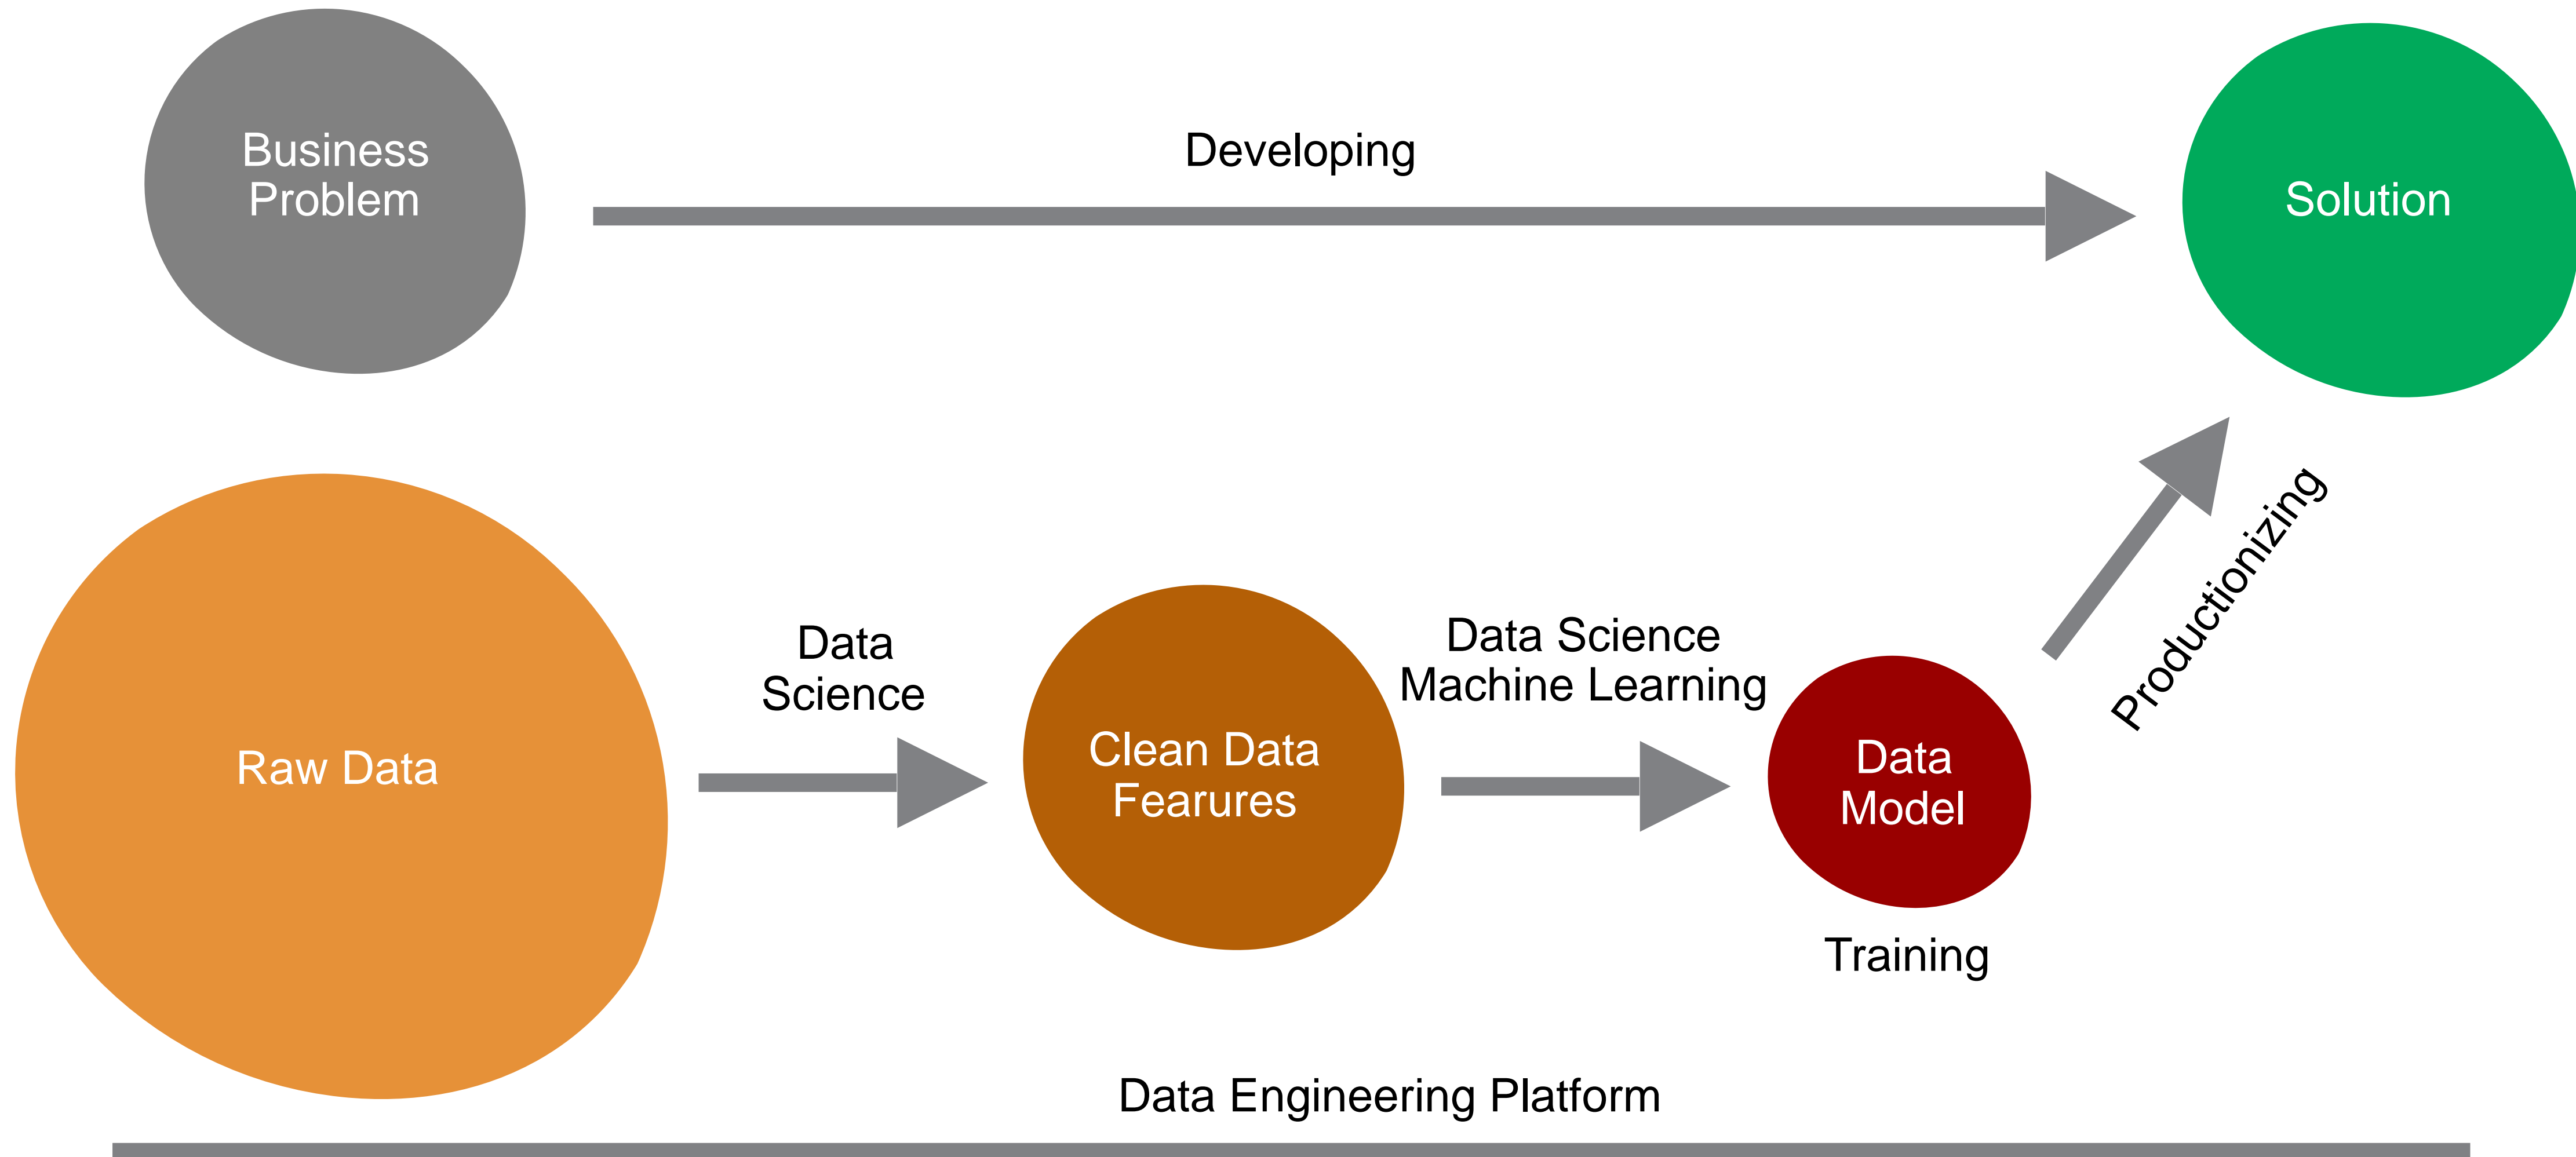 Business
Problem
Developing
Solution
Raw Data
Data
Science
Clean Data
Fearures
Data Science
Machine Learning
Data
Model
Training
Productionizing
Data Engineering Platform